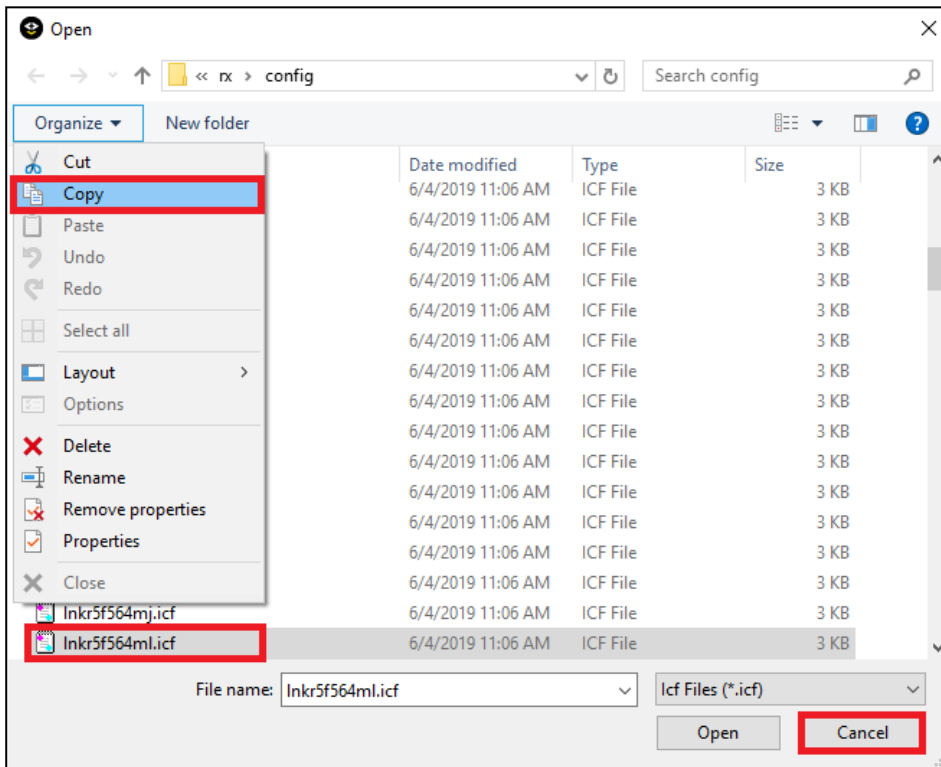 Open
« rx > config
Search config
Organize
New folder
Cut
Copy
Paste
Undo
Redo
Select all
Layout
Options
Delete
Rename
Remove properties
Properties
Close
Date modified Type Size
6/4/2019 11:06 AM ICF File 3 KB
6/4/2019 11:06 AM ICF File 3 KB
6/4/2019 11:06 AM ICF File 3 KB
6/4/2019 11:06 AM ICF File 3 KB
6/4/2019 11:06 AM ICF File 3 KB
6/4/2019 11:06 AM ICF File 3 KB
6/4/2019 11:06 AM ICF File 3 KB
6/4/2019 11:06 AM ICF File 3 KB
6/4/2019 11:06 AM ICF File 3 KB
6/4/2019 11:06 AM ICF File 3 KB
6/4/2019 11:06 AM ICF File 3 KB
6/4/2019 11:06 AM ICF File 3 KB
6/4/2019 11:06 AM ICF File 3 KB
6/4/2019 11:06 AM ICF File 3 KB
lnkr5f564mj.icf 6/4/2019 11:06 AM ICF File 3 KB
lnkr5f564ml.icf 6/4/2019 11:06 AM ICF File 3 KB
File name: lnkr5f564ml.icf
Icf Files (*.icf)
Open
Cancel